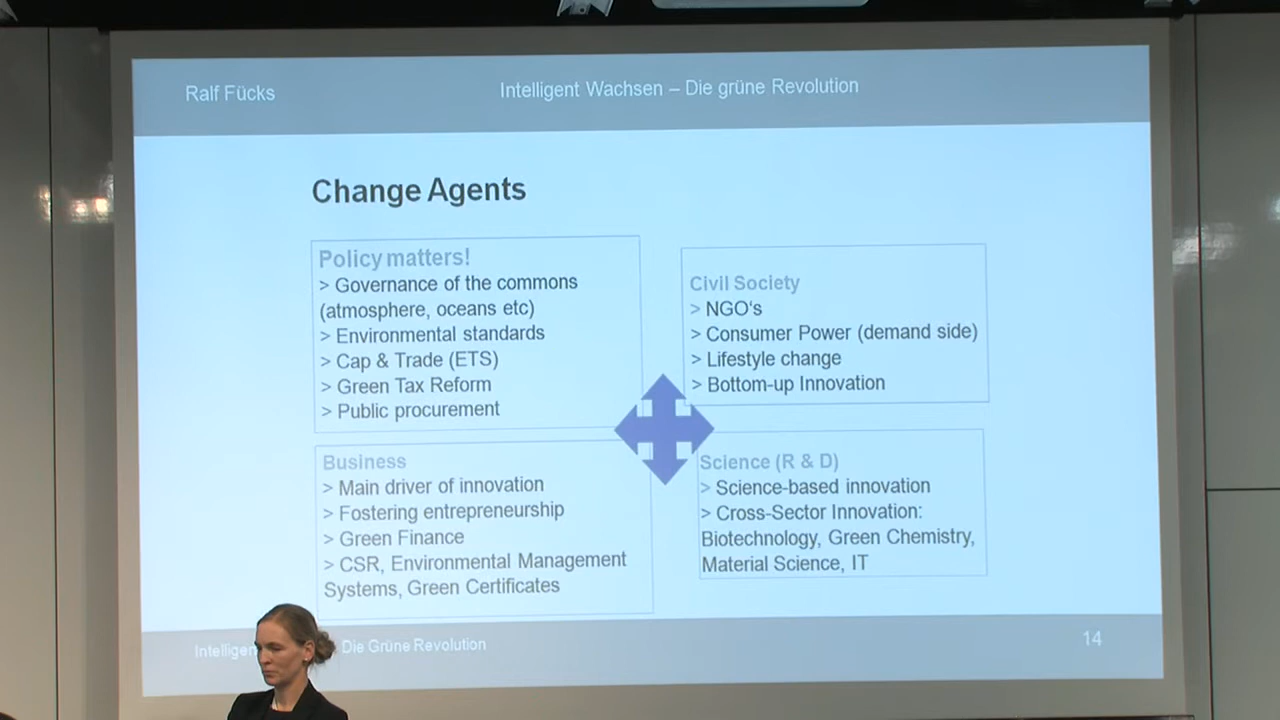 Ralf Fücks
Intelligent Wachsen – Die grüne Revolution
Change Agents
Policy matters!
> Governance of the commons
(atmosphere, oceans etc)
> Environmental standards
> Cap & Trade (ETS)
> Green Tax Reform
> Public procurement
Civil Society
> NGO's
> Consumer Power (demand side)
> Lifestyle change
> Bottom-up Innovation
Business
> Main driver of innovation
> Fostering entrepreneurship
> Green Finance
> CSR, Environmental Management
Systems, Green Certificates
Science (R & D)
> Science-based innovation
> Cross-Sector Innovation:
Biotechnology, Green Chemistry,
Material Science, IT
Die Grüne Revolution
14